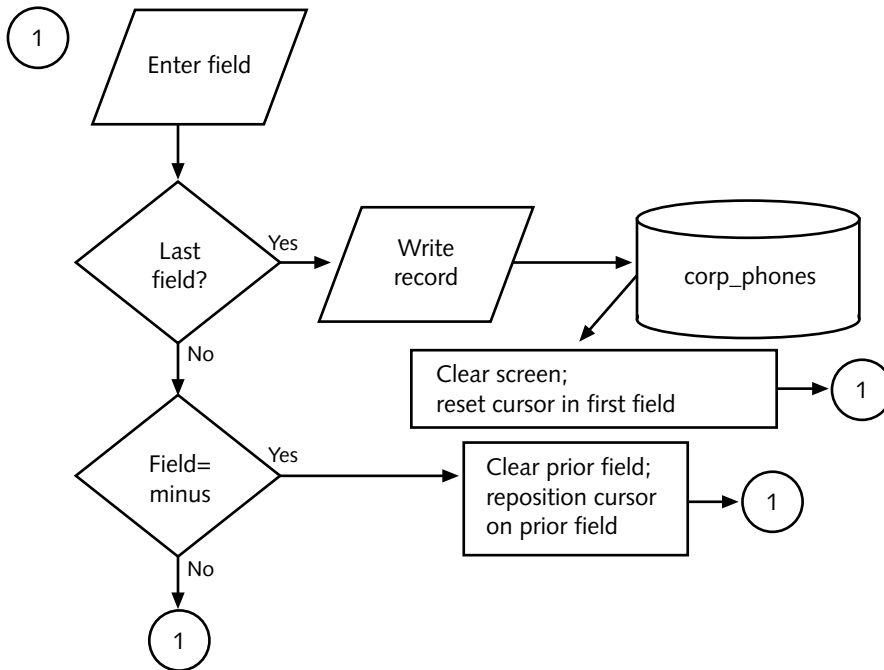 1
Enter field
Last
field?
Yes
Write
record
corp_phones
No
Clear screen;
reset cursor in first field
1
Field=
minus
Yes
Clear prior field;
reposition cursor
on prior field
1
No
1